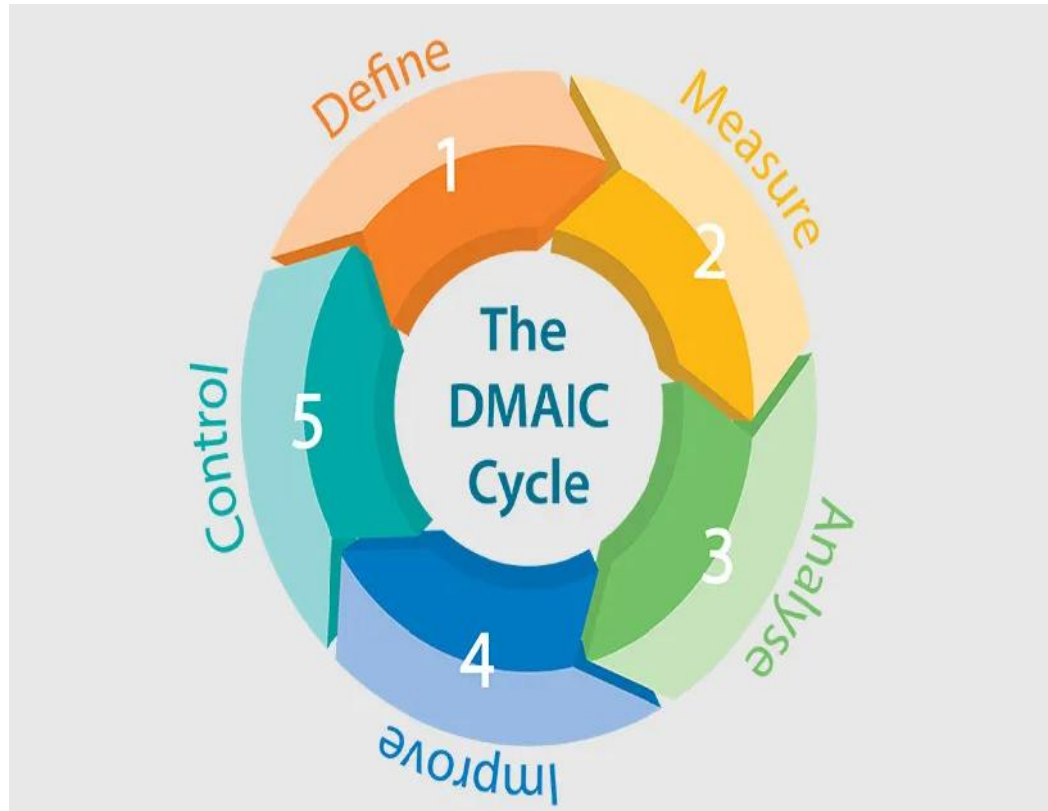 The
DMAIC
Cycle
1
Define
2
Measure
3
Analyse
4
Improve
5
Control